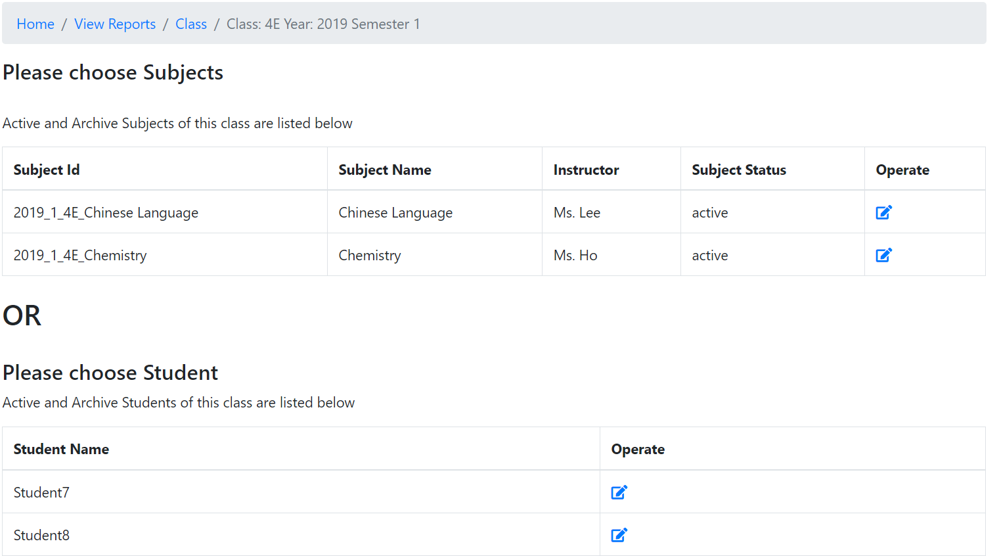 Home / View Reports / Class / Class: 4E Year: 2019 Semester 1
Please choose Subjects
Active and Archive Subjects of this class are listed below
Subject Id Subject Name Instructor Subject Status Operate
2019_1_4E_Chinese Language Chinese Language Ms. Lee active
2019_1_4E_Chemistry Chemistry Ms. Ho active
OR
Please choose Student
Active and Archive Students of this class are listed below
Student Name Operate
Student7
Student8